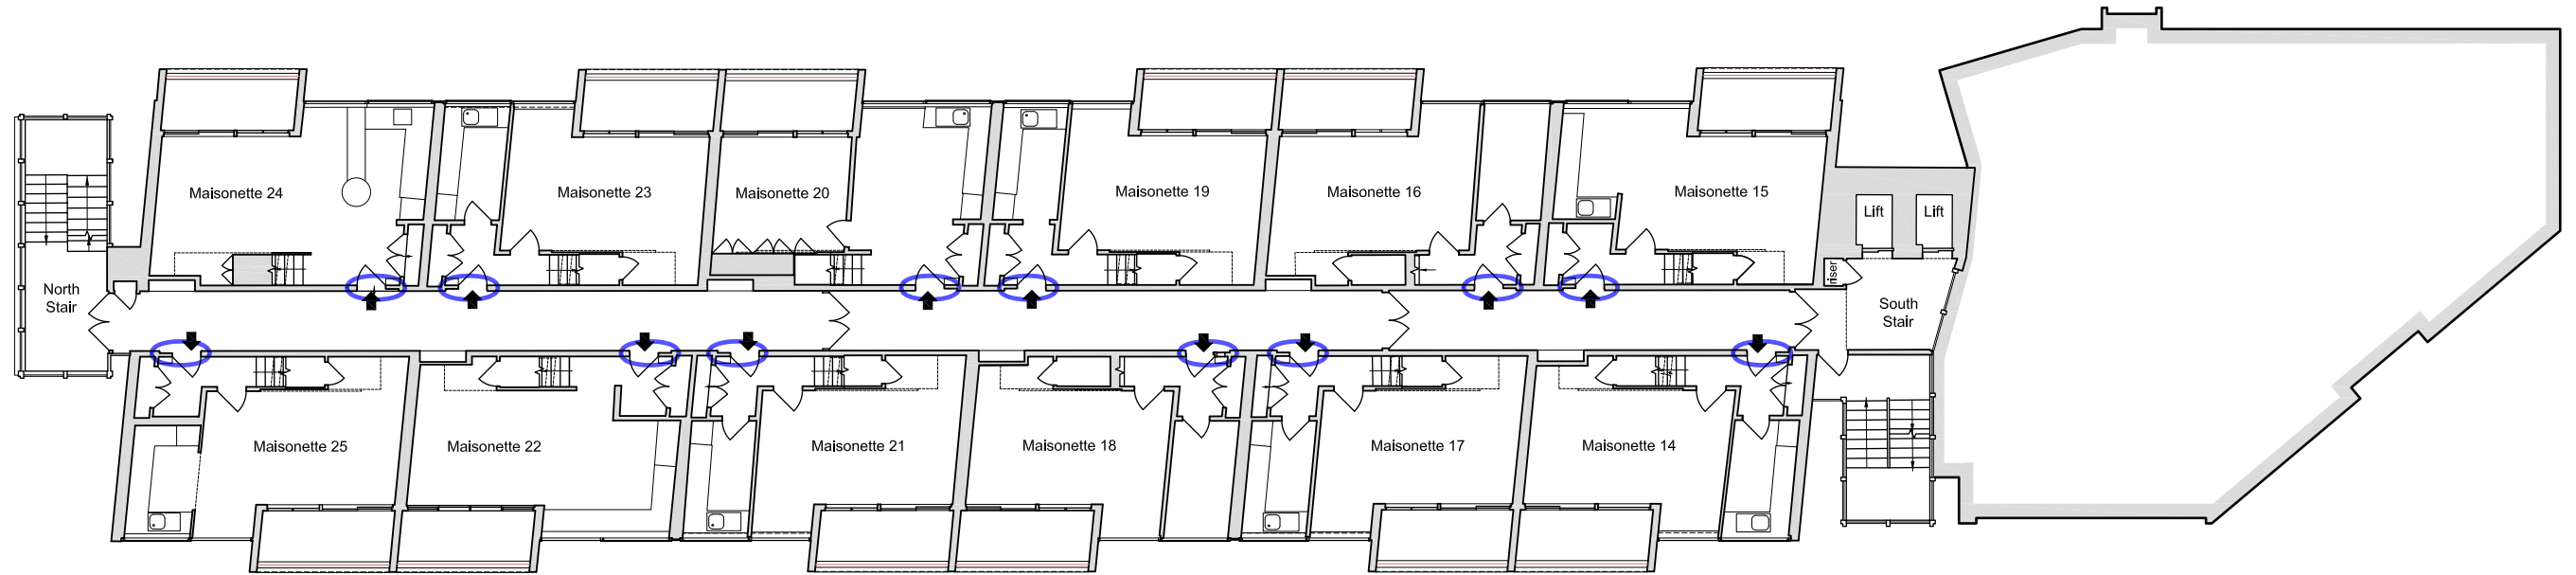 Maisonette 24
Maisonette 23
Maisonette 20
Maisonette 19
Maisonette 16
Maisonette 15
Lift
Lift
riser
North
Stair
South
Stair
Maisonette 25
Maisonette 22
Maisonette 21
Maisonette 18
Maisonette 17
Maisonette 14